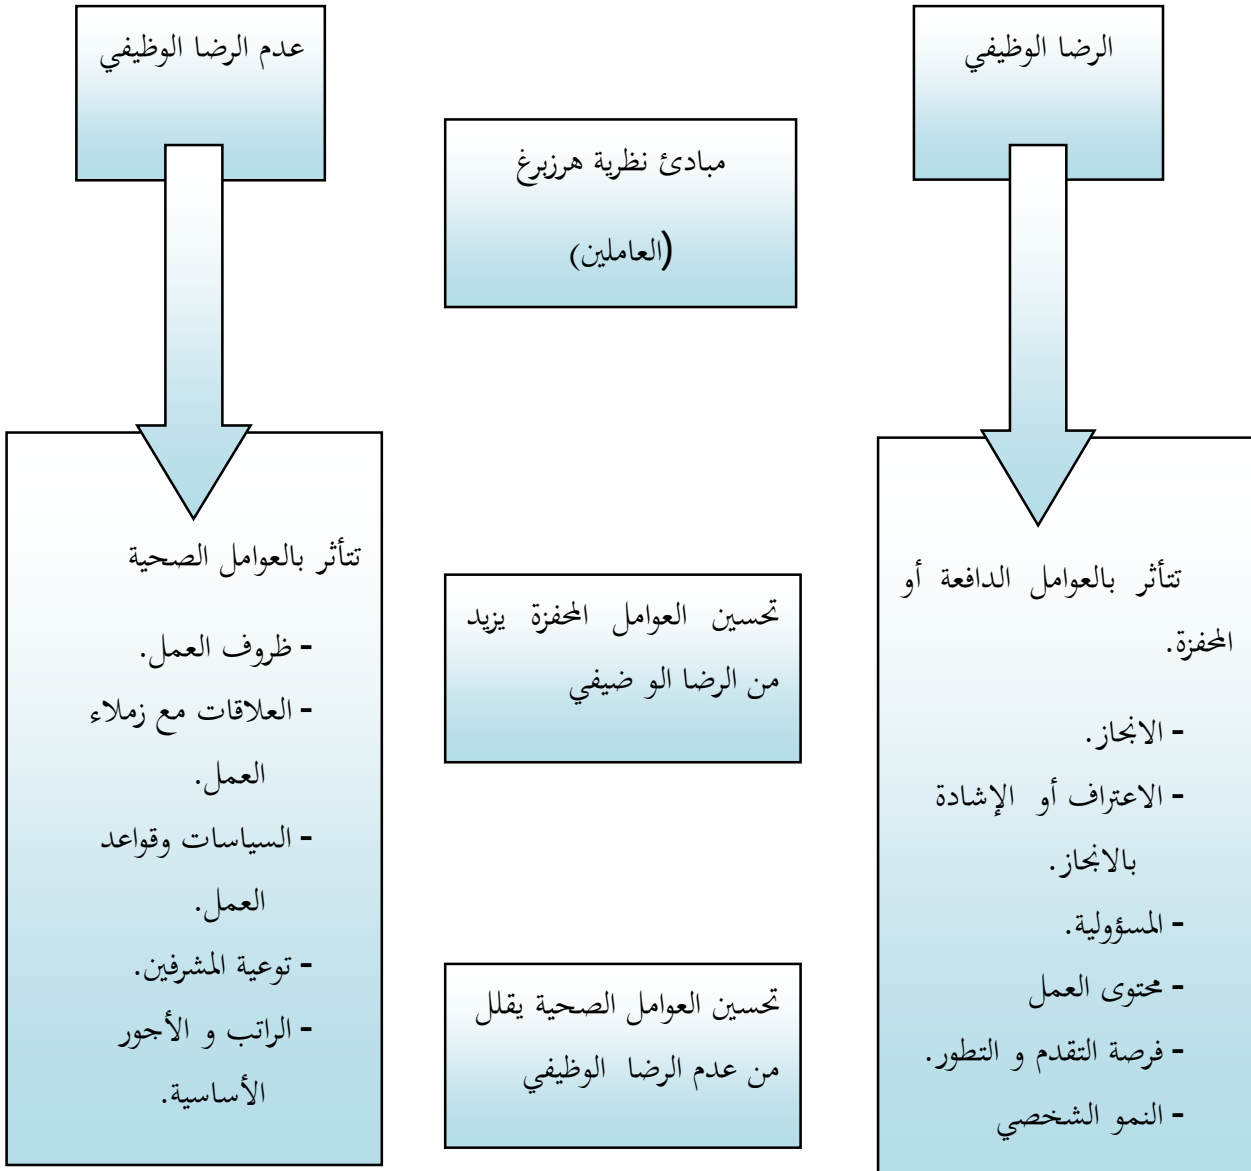 الرضا الوظيفي
عدم الرضا الوظيفي
مبادئ نظرية هرزبرغ
(العاملين)
تتأثر بالعوامل الدافعة أو
المحفزة.
- الانجاز.
- الاعتراف أو الإشادة
بالانجاز.
- المسؤولية.
- محتوى العمل
- فرصة التقدم و التطور.
- النمو الشخصي
تحسين العوامل المحفزة يزيد
من الرضا الو ضيفي
تحسين العوامل الصحية يقلل
من عدم الرضا الوظيفي
تتأثر بالعوامل الصحية
- ظروف العمل.
- العلاقات مع زملاء
العمل.
- السياسات وقواعد
العمل.
- توعية المشرفين.
- الراتب و الأجور
الأساسية.